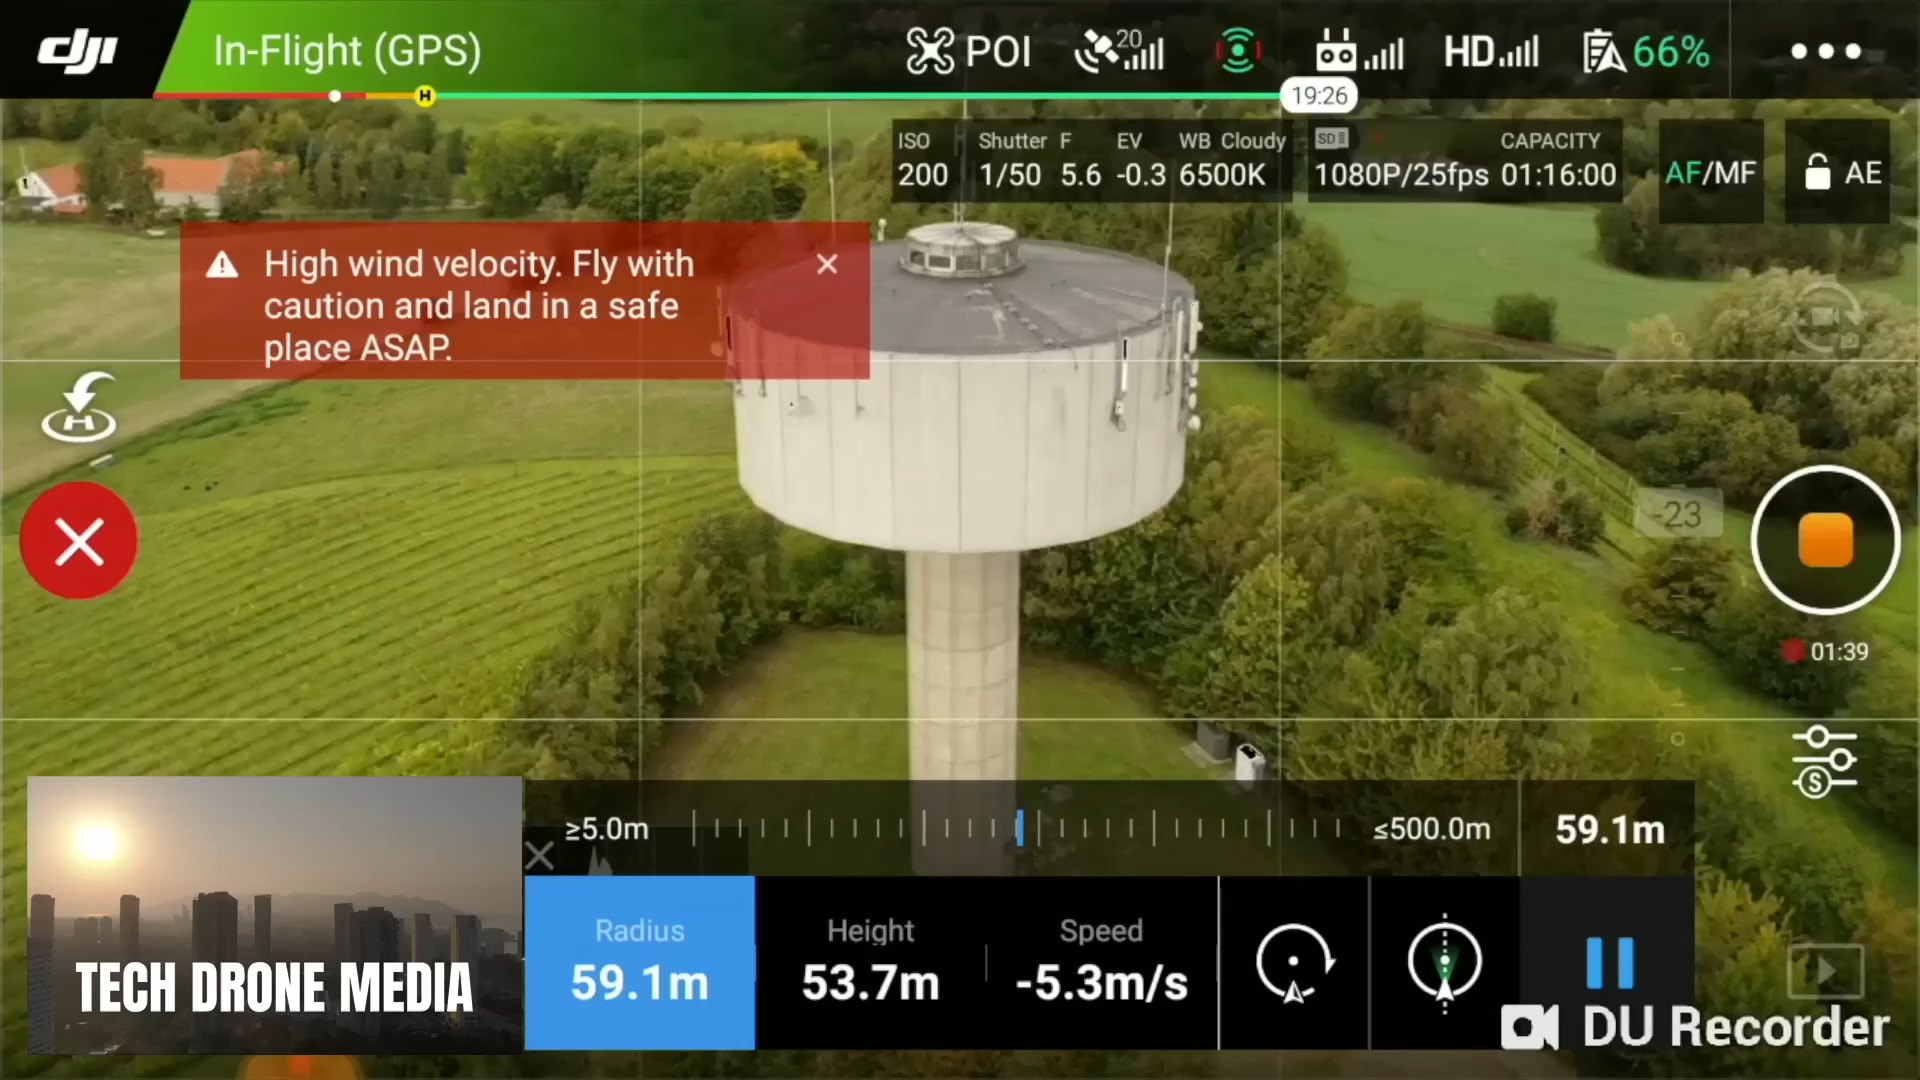 dji
In-Flight (GPS)
POI
20
HD
66%
H
19:26
ISO
Shutter
F
EV
WB Cloudy
200
1/50
5.6
-0.3
6500K
SD
CAPACITY
1080P/25fps
01:16:00
AF/MF
AE
High wind velocity. Fly with
caution and land in a safe
place ASAP.
H
-23
01:39
S
≥5.0m
≤500.0m
59.1m
Radius
Height
Speed
59.1m
53.7m
-5.3m/s
TECH DRONE MEDIA
DU Recorder